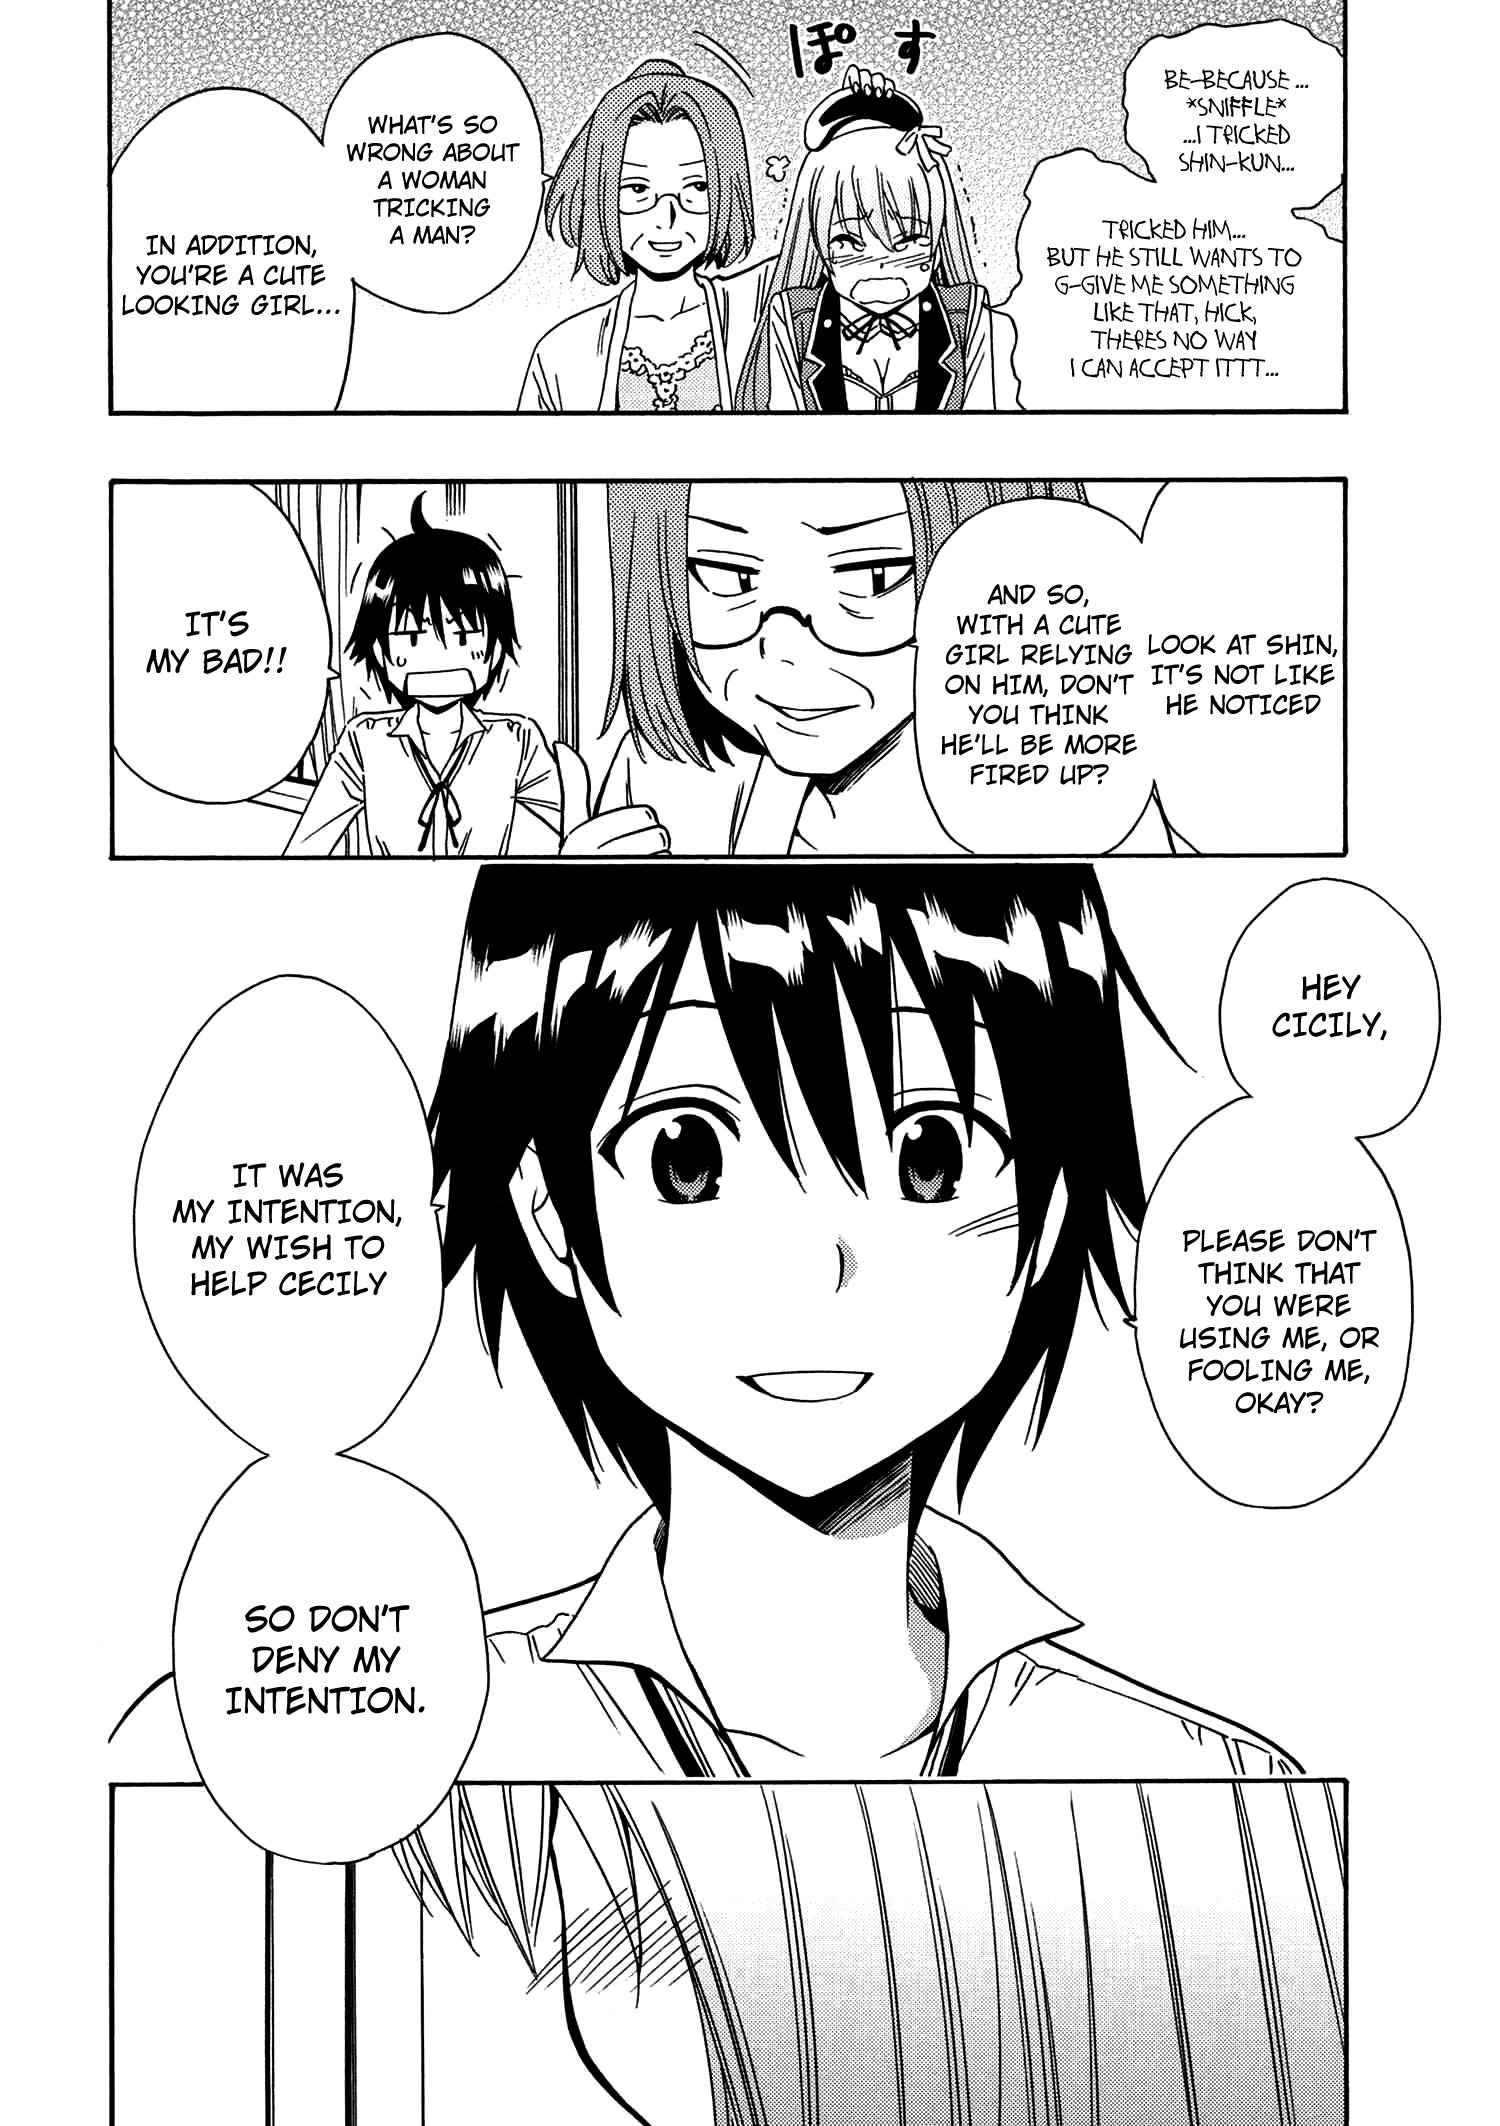 BE-BECAUSE...
*SNIFFLE*
...I TRICKED
SHIN-KUN...
TRICKED HIM...
BUT HE STILL WANTS TO
G-GIVE ME SOMETHING
LIKE THAT, HICK,
THERES NO WAY
I CAN ACCEPT ITTT...
ぽす
WHAT'S SO
WRONG ABOUT
A WOMAN
TRICKING
A MAN?
IN ADDITION,
YOU'RE A CUTE
LOOKING GIRL...
LOOK AT SHIN,
IT'S NOT LIKE
HE NOTICED
AND SO,
WITH A CUTE
GIRL RELYING
ON HIM, DON'T
YOU THINK
HE'LL BE MORE
FIRED UP?
IT'S
MY BAD!!
HEY
CICILY,
PLEASE DON'T
THINK THAT
YOU WERE
USING ME, OR
FOOLING ME,
OKAY?
IT WAS
MY INTENTION,
MY WISH TO
HELP CECILY
SO DON'T
DENY MY
INTENTION.